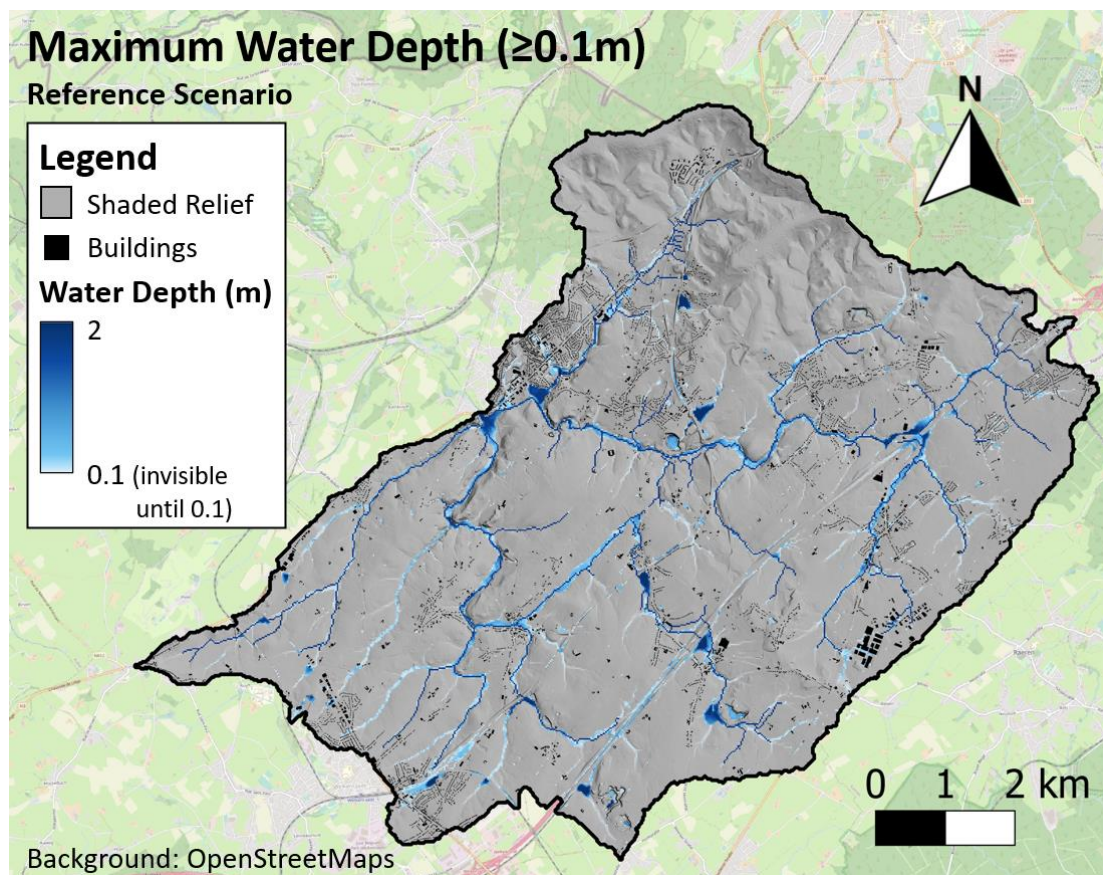 Maximum Water Depth (≥0.1m)
Reference Scenario
Legend
Shaded Relief
Buildings
Water Depth (m)
2
0.1 (invisible
until 0.1)
N
0 1 2 km
Background: OpenStreetMaps